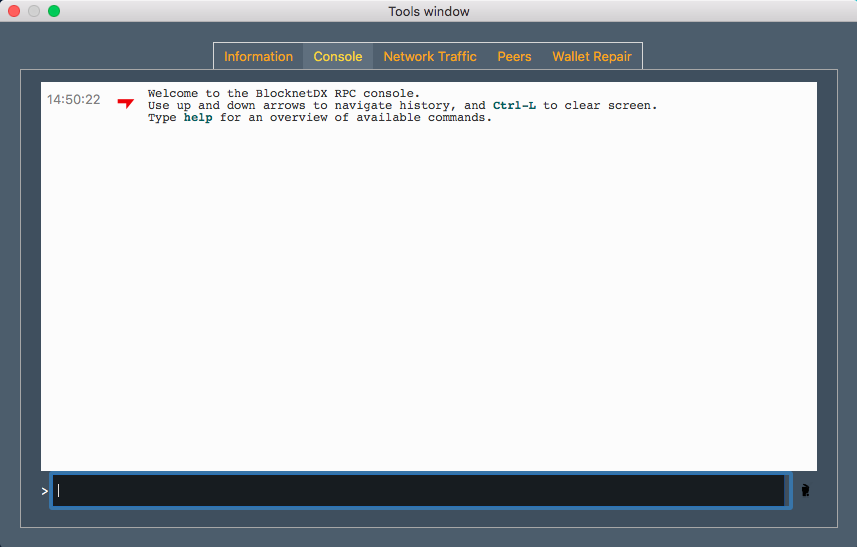 Tools window
Information Console Network Traffic Peers Wallet Repair
14:50:22 Welcome to the BlocknetDX RPC console.
Use up and down arrows to navigate history, and Ctrl-L to clear screen.
Type help for an overview of available commands.
>